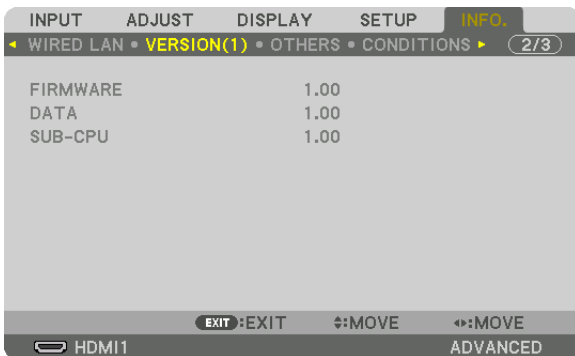 INPUT ADJUST DISPLAY SETUP INFO.
WIRED LAN • VERSION(1) • OTHERS • CONDITIONS 2/3
FIRMWARE 1.00
DATA 1.00
SUB-CPU 1.00
EXIT :EXIT :MOVE :MOVE
HDMI1 ADVANCED